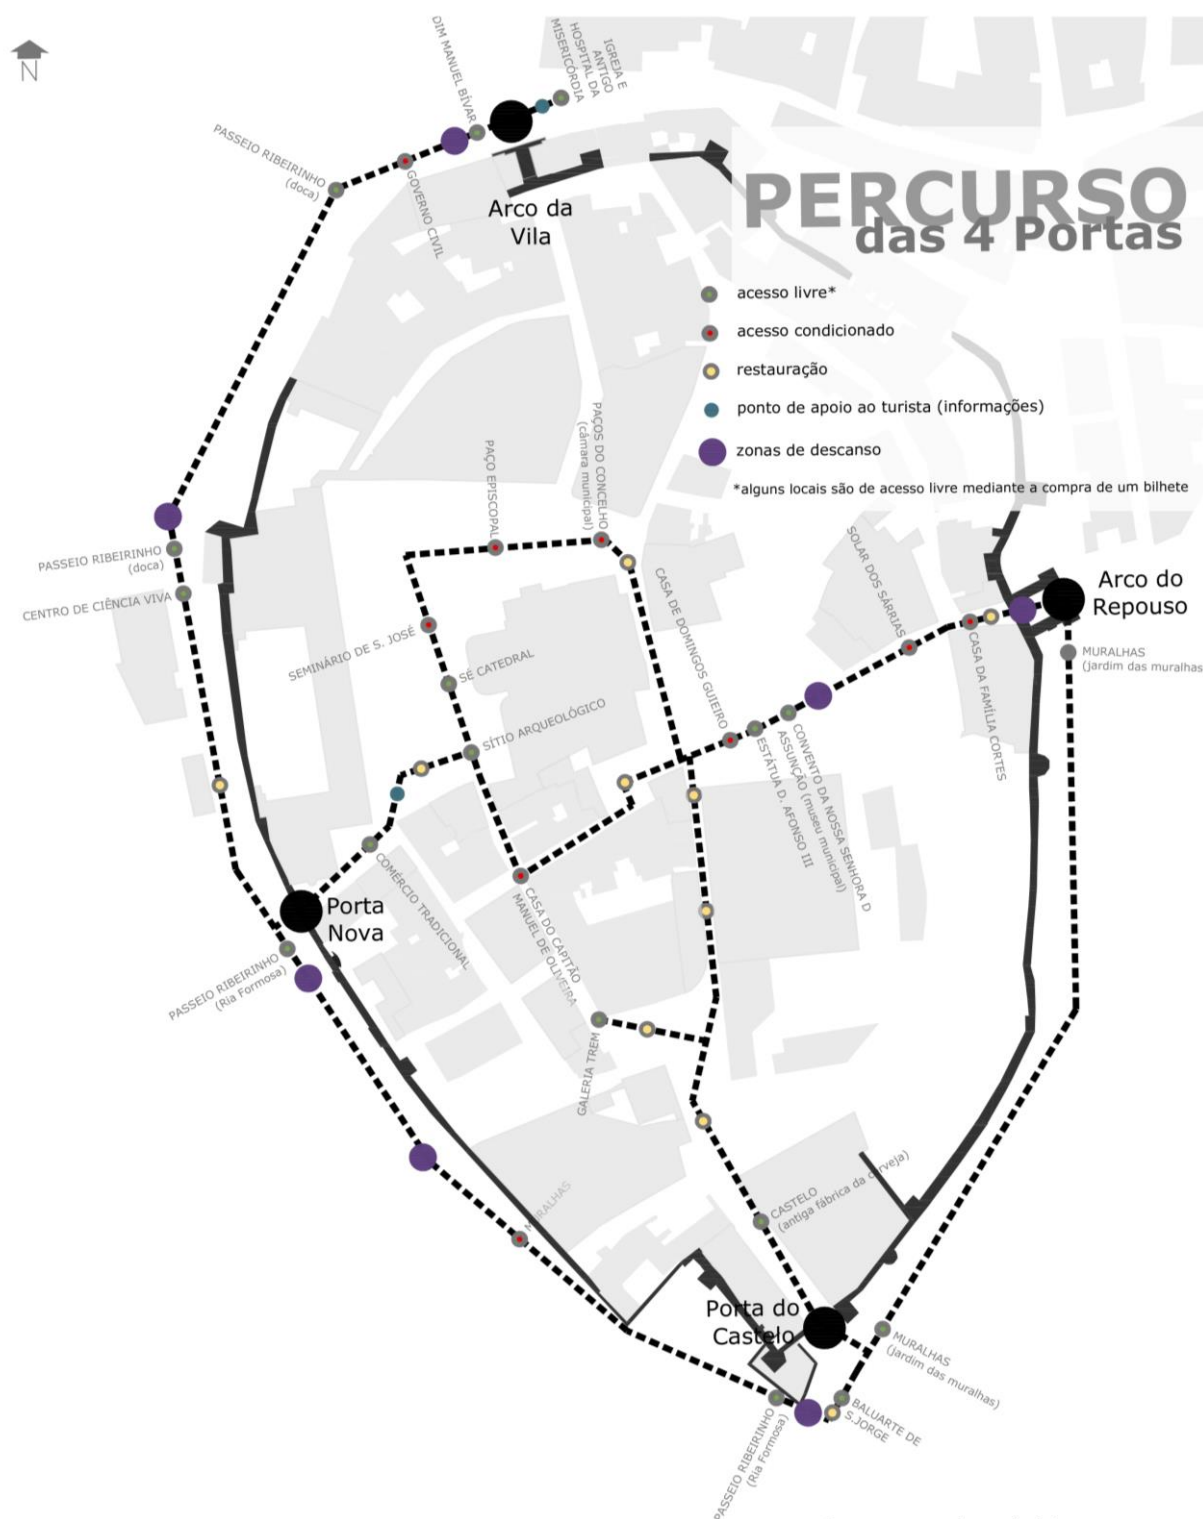 N
DIM MANUEL BÍVAR
IGREJA E
ANTIGO
HOSPITAL DA
MISERICÓRDIA
PASSEIO RIBEIRINHO
(doca)
GOVERNO CIVIL
Arco da
Vila
PERCURSO
das 4 Portas
acesso livre*
acesso condicionado
restauração
ponto de apoio ao turista (informações)
zonas de descanso
*alguns locais são de acesso livre mediante a compra de um bilhete
PAÇO EPISCOPAL
PAÇOS DO CONCELHO
(câmara municipal)
PASSEIO RIBEIRINHO
(doca)
CENTRO DE CIÊNCIA VIVA
SEMINÁRIO DE S. JOSÉ
SÉ CATEDRAL
SÍTIO ARQUEOLÓGICO
CASA DE DOMINGOS GUIEIRO
SOLAR DOS SÁRRIAS
Arco do
Repouso
MURALHAS
(jardim das muralhas
CASA DA FAMÍLIA CORTES
CONVENTO DA NOSSA SENHORA D
ASSUNÇÃO (museu municipal)
ESTÁTUA D. AFONSO III
COMÉRCIO TRADICIONAL
CASA DO CAPITÃO
MANUEL DE OLIVEIRA
Porta
Nova
PASSEIO RIBEIRINHO
(Ria Formosa)
GALERIA TREM
MURALHAS
CASTELO
(antiga fábrica da cerveja)
Porta do
Castelo
MURALHAS
(jardim das muralhas)
BALUARTE DE
S.JORGE
PASSEIO RIBEIRINHO
(Ria Formosa)